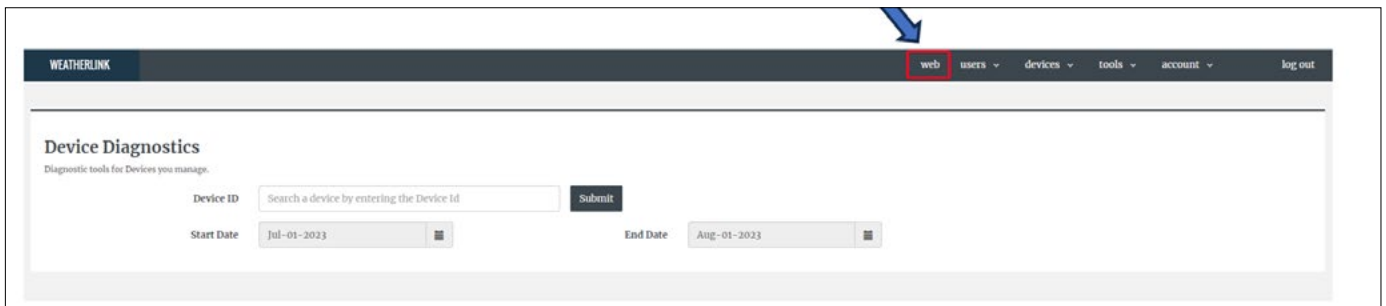 WEATHERLINK web users devices tools account log out
Device Diagnostics
Diagnostic tools for Devices you manage.
Device ID Search a device by entering the Device Id Submit
Start Date Jul-01-2023 End Date Aug-01-2023